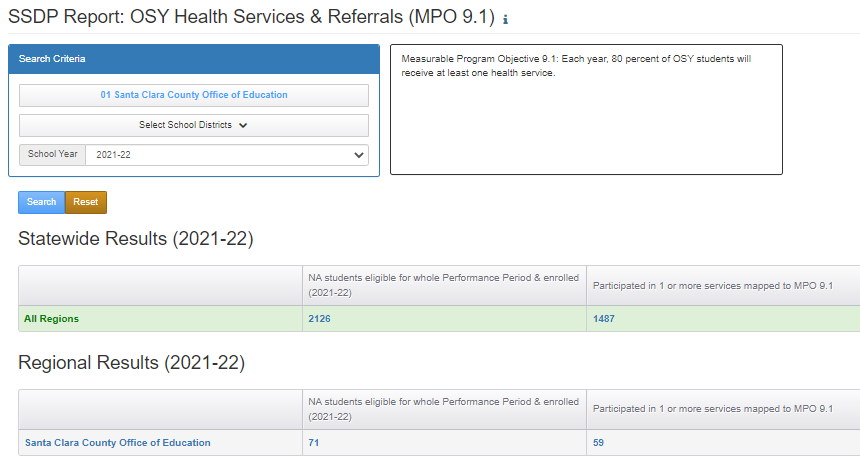 SSDP Report: OSY Health Services & Referrals (MPO 9.1) i
Search Criteria
01 Santa Clara County Office of Education
Select School Districts
School Year 2021-22
Measurable Program Objective 9.1: Each year, 80 percent of OSY students will
receive at least one health service.
Search Reset
Statewide Results (2021-22)
NA students eligible for whole Performance Period & enrolled
(2021-22)
Participated in 1 or more services mapped to MPO 9.1
All Regions 2126 1487
Regional Results (2021-22)
NA students eligible for whole Performance Period & enrolled
(2021-22)
Participated in 1 or more services mapped to MPO 9.1
Santa Clara County Office of Education 71 59